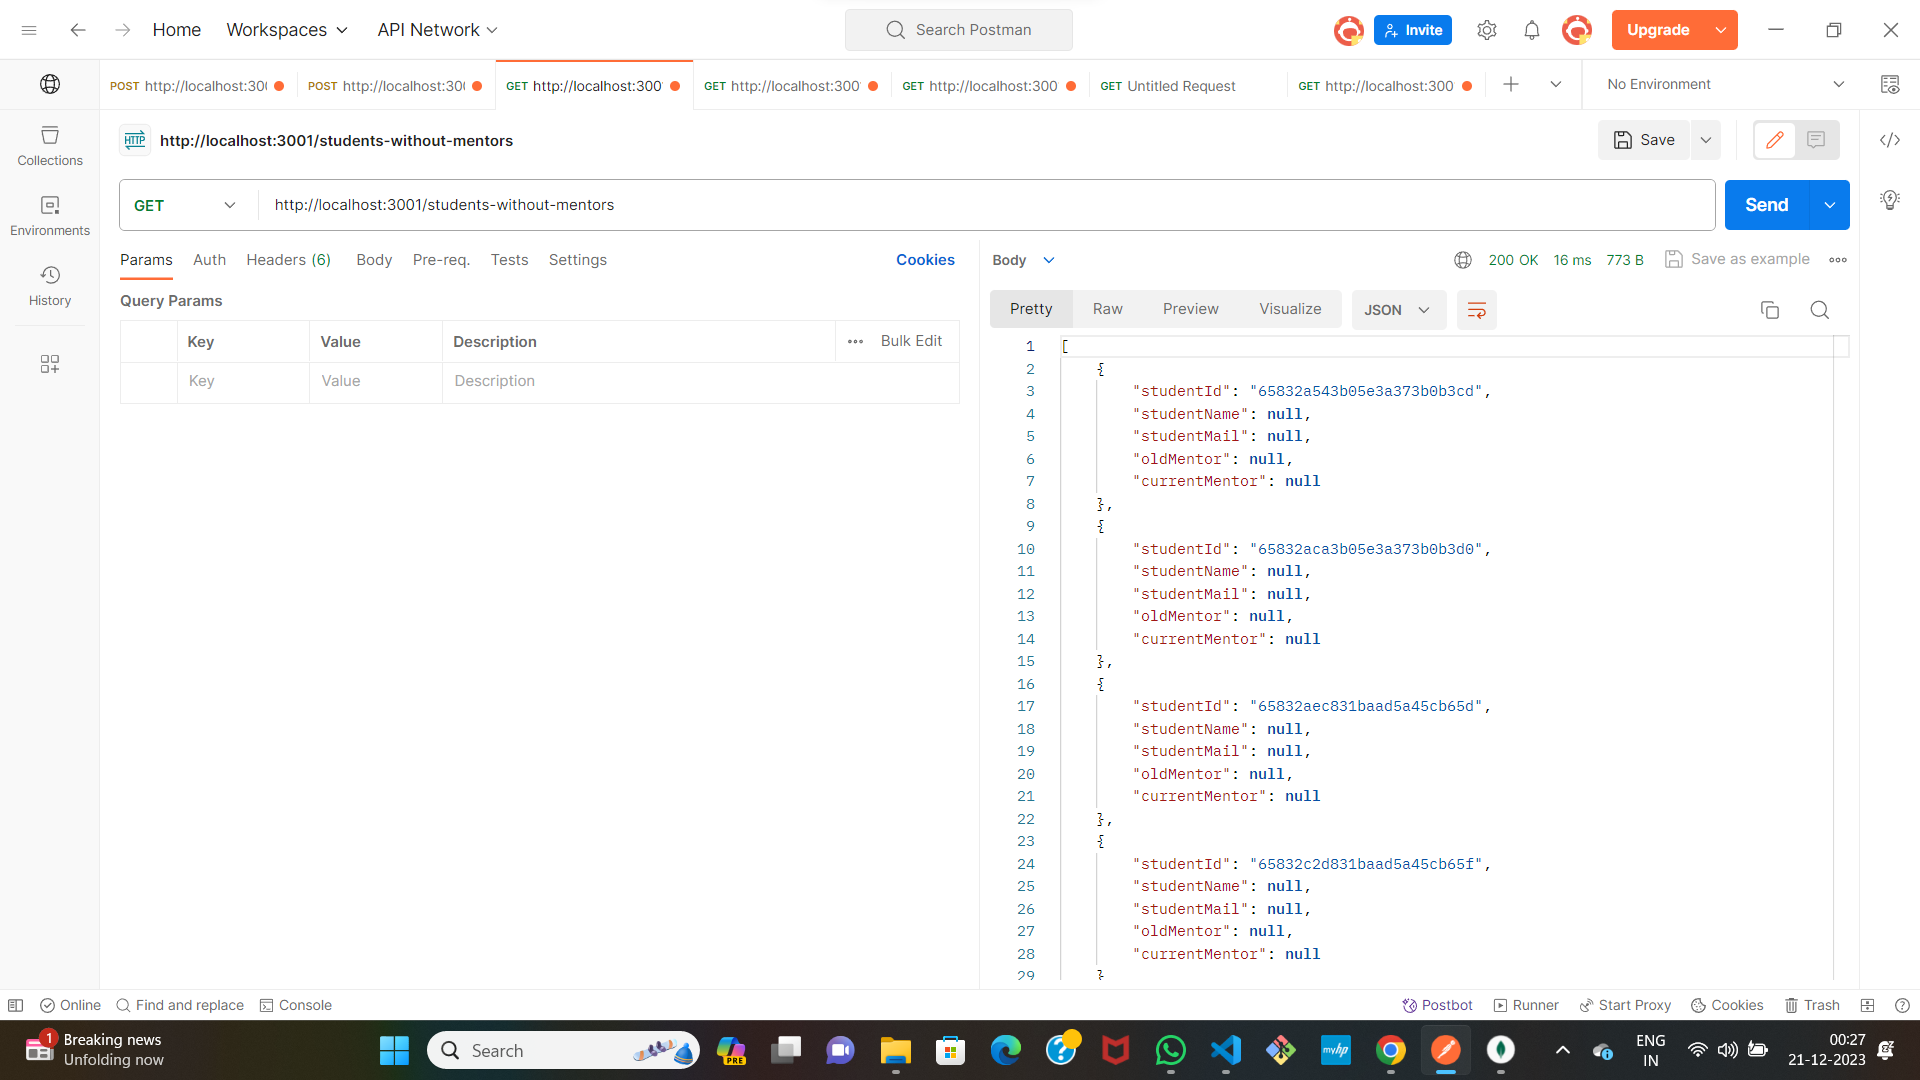 Home Workspaces API Network Search Postman Invite Upgrade
POST http://localhost:300 POST http://localhost:300 GET http://localhost:300 GET http://localhost:300 GET http://localhost:300 GET Untitled Request GET http://localhost:300 No Environment
HTTP http://localhost:3001/students-without-mentors Save
Collections
Environments
History
GET http://localhost:3001/students-without-mentors Send
Params Auth Headers (6) Body Pre-req. Tests Settings Cookies
Query Params
Key Value Description Bulk Edit
Key Value Description
Body 200 OK 16 ms 773 B Save as example
Pretty Raw Preview Visualize JSON
1 [
2 {
3 "studentId": "65832a543b05e3a373b0b3cd",
4 "studentName": null,
5 "studentMail": null,
6 "oldMentor": null,
7 "currentMentor": null
8 },
9 {
10 "studentId": "65832aca3b05e3a373b0b3d0",
11 "studentName": null,
12 "studentMail": null,
13 "oldMentor": null,
14 "currentMentor": null
15 },
16 {
17 "studentId": "65832aec831baad5a45cb65d",
18 "studentName": null,
19 "studentMail": null,
20 "oldMentor": null,
21 "currentMentor": null
22 },
23 {
24 "studentId": "65832c2d831baad5a45cb65f",
25 "studentName": null,
26 "studentMail": null,
27 "oldMentor": null,
28 "currentMentor": null
29 }
Online Find and replace Console Postbot Runner Start Proxy Cookies Trash
1 Breaking news
Unfolding now
Search
PRE
myhp
ENG
IN
00:27
21-12-2023